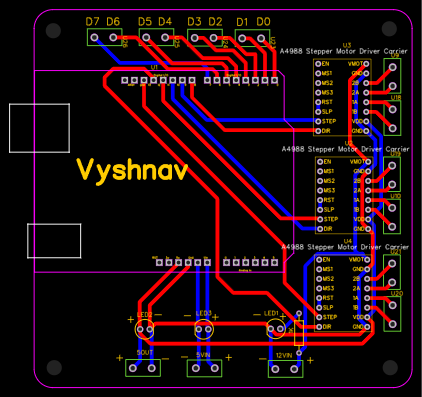 D7 D6 D5 D4 D3 D2 D1 D0
A4988 Stepper Motor Driver Carrier
U3
U1
EN VMOT
MS1 GND
MS2 2B
MS3 2A
RST 1A
SLP 1B
STEP VDD
DIR GND
U18
A4988 Stepper Motor Driver Carrier
Vyshnav
EN VMOT
MS1 GND
MS2 2B
MS3 2A
RST 1A
SLP 1B
STEP VDD
DIR GND
U19
A4988 Stepper Motor Driver Carrier
U4
EN VMOT
MS1 GND
MS2 2B
MS3 2A
RST 1A
SLP 1B
STEP VDD
DIR GND
U20
LED2 LED3 LED1
+ - + - + -
5OUT 5VIN 12VIN